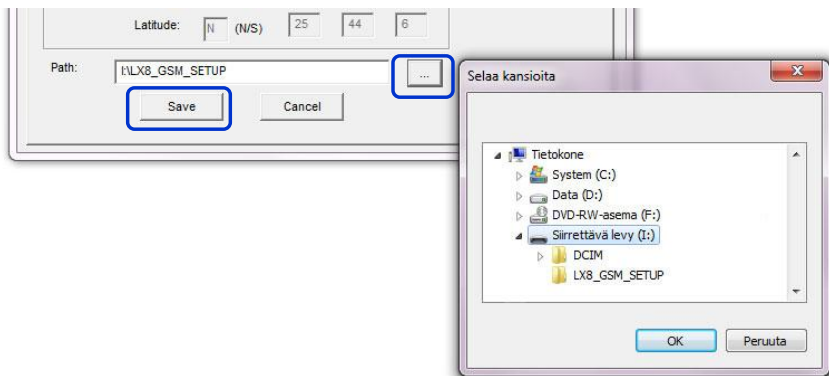 Latitude: N (N/S) 25 44 6
Path: I:\LX8_GSM_SETUP ...
Save Cancel
Selaa kansioita
Tietokone
System (C:)
Data (D:)
DVD-RW-asema (F:)
Siirrettävä levy (I:)
DCIM
LX8_GSM_SETUP
OK Peruuta